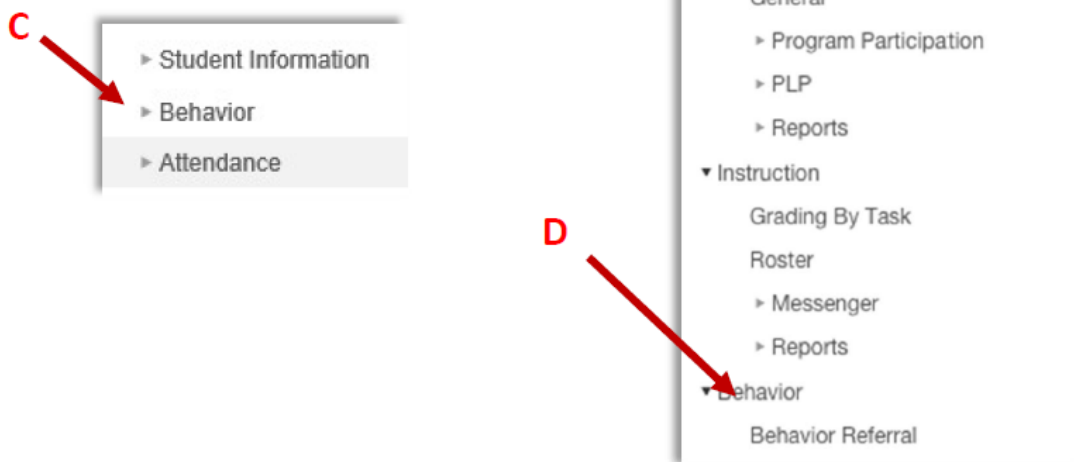 C
Student Information
Behavior
Attendance
General
Program Participation
PLP
Reports
Instruction
Grading By Task
Roster
Messenger
Reports
D
Behavior
Behavior Referral